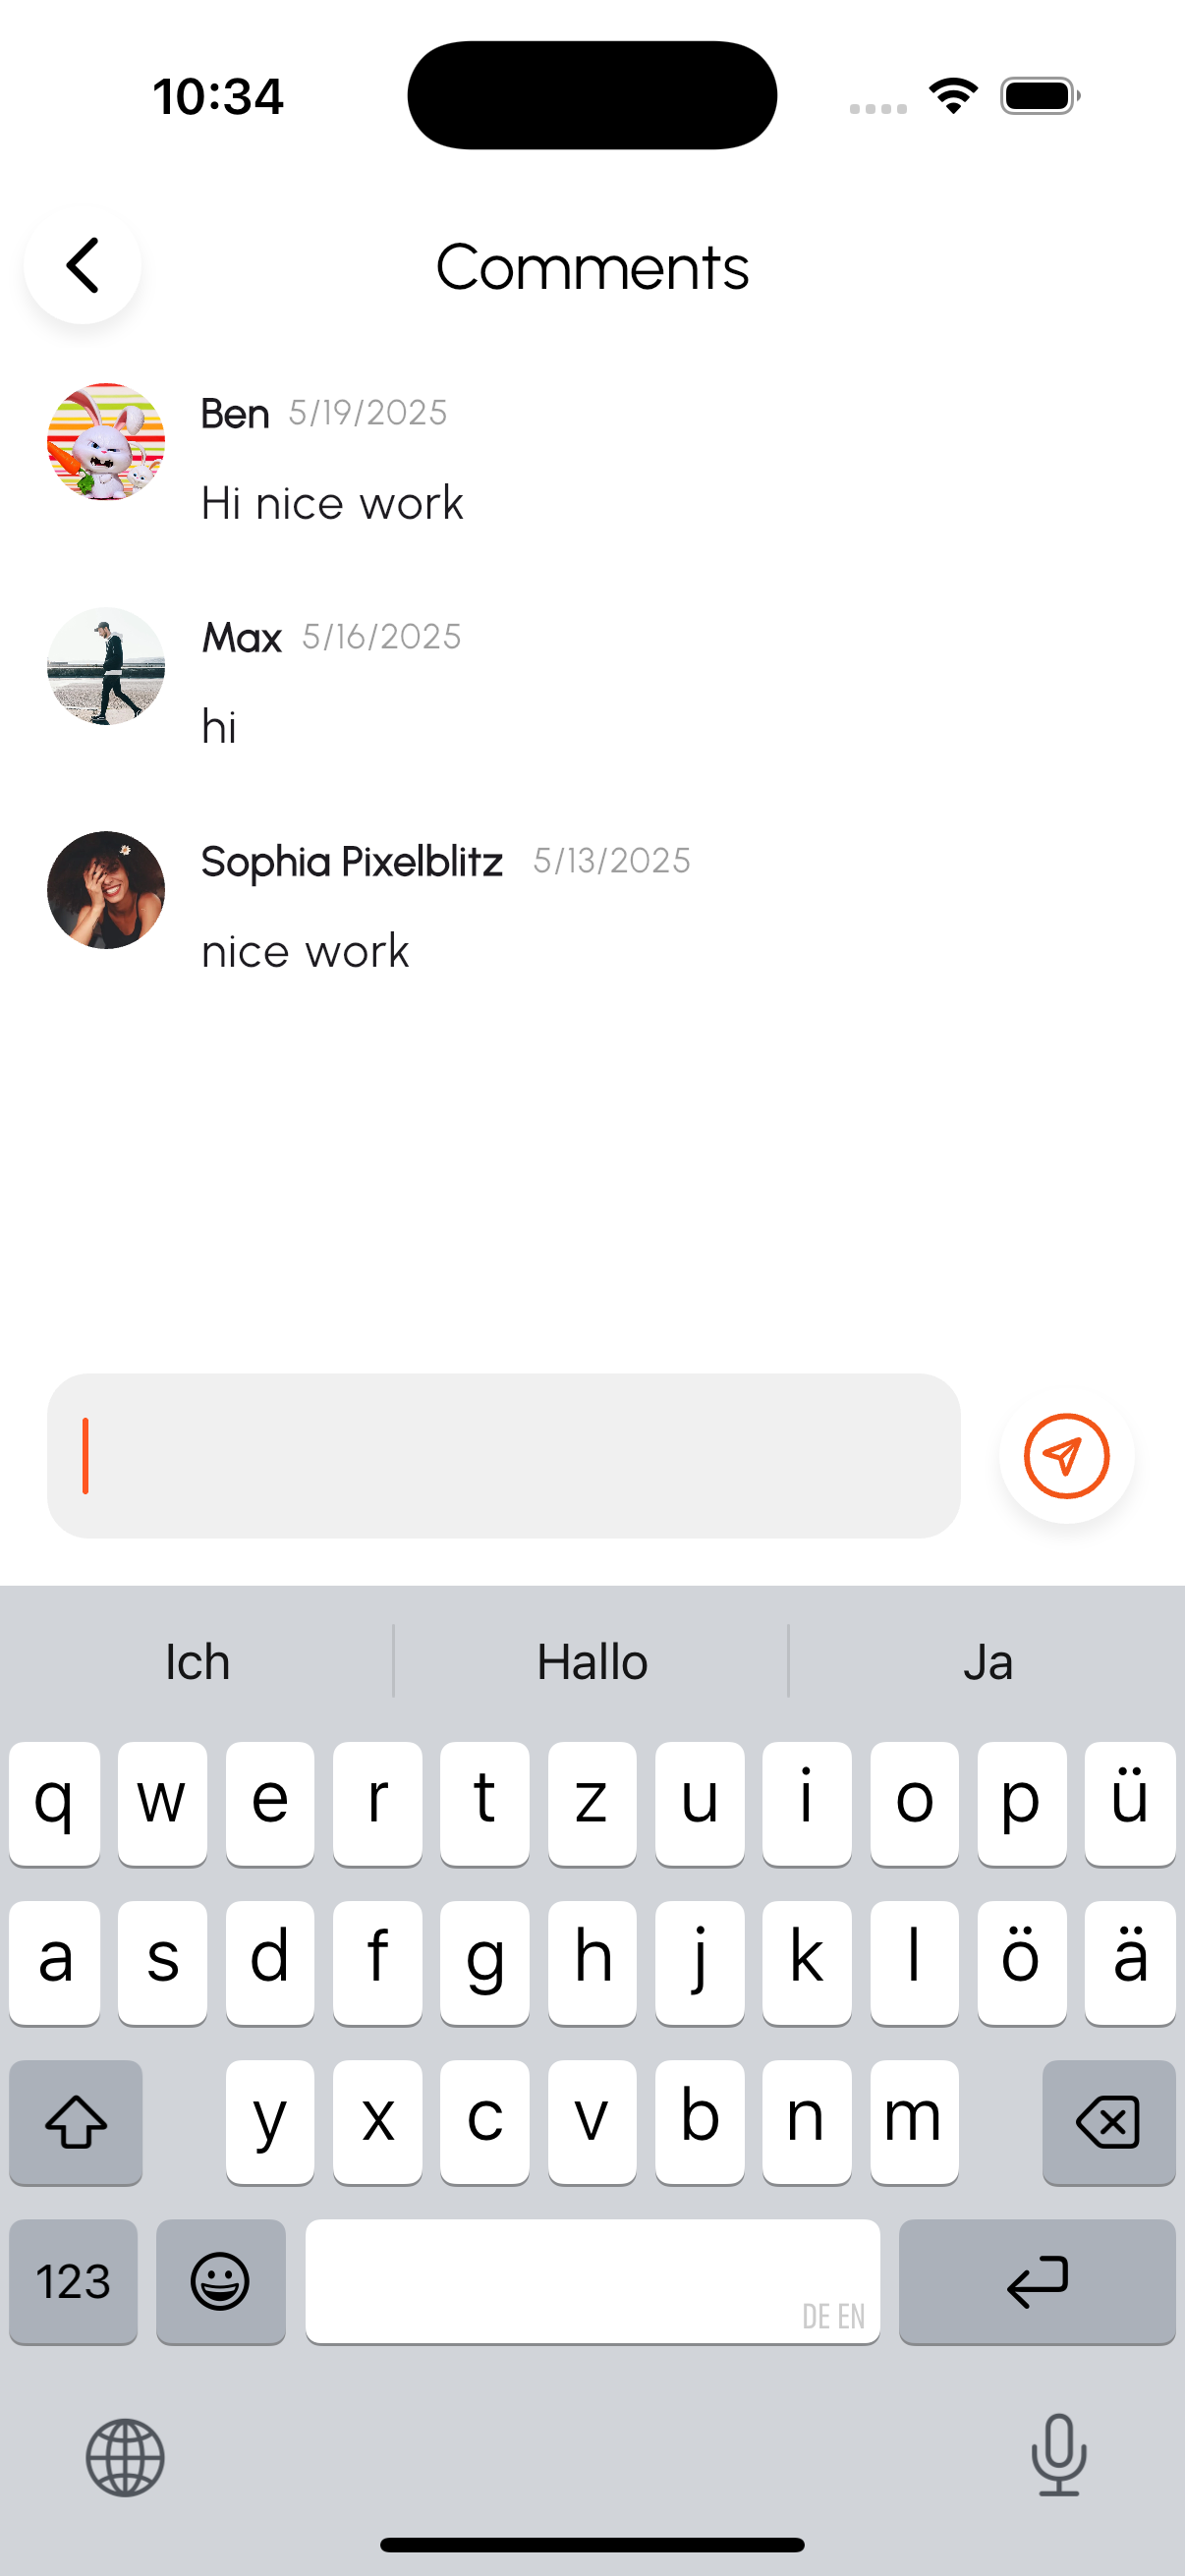 10:34
Comments
Ben 5/19/2025
Hi nice work
Max 5/16/2025
hi
Sophia Pixelblitz 5/13/2025
nice work
Ich Hallo Ja
q w e r t z u i o p ü
a s d f g h j k l ö ä
y x c v b n m
123
DE EN